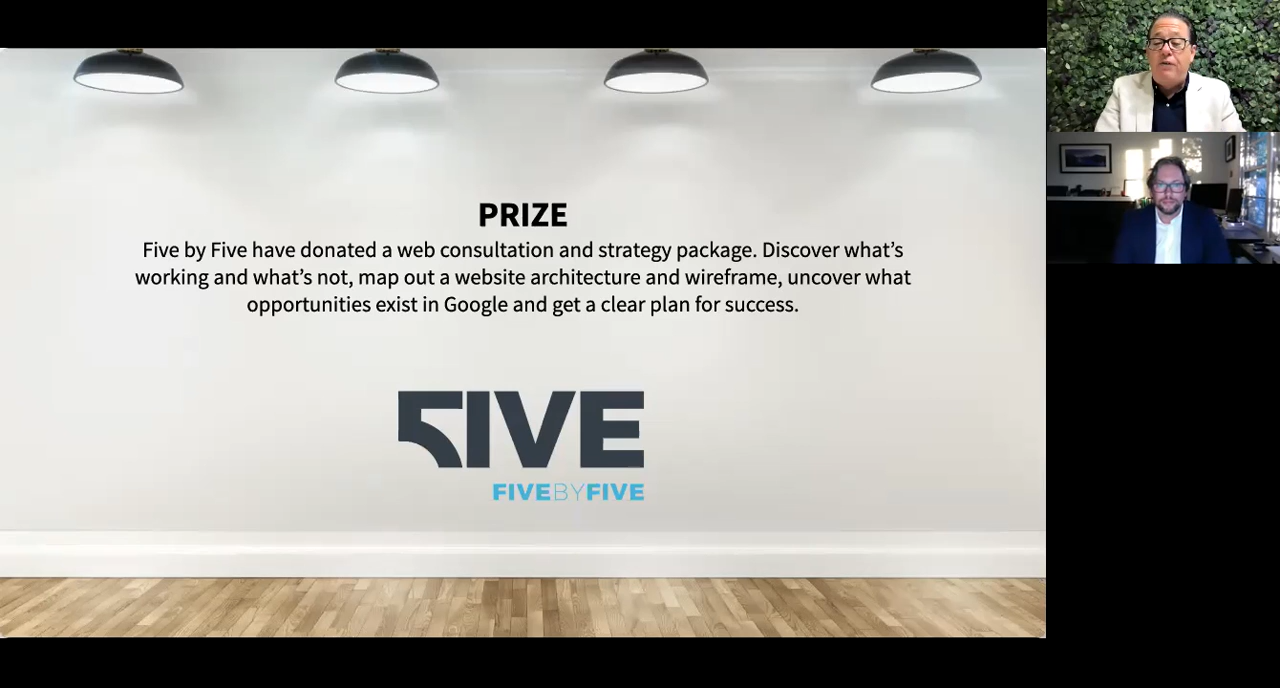 PRIZE
Five by Five have donated a web consultation and strategy package. Discover what’s
working and what’s not, map out a website architecture and wireframe, uncover what
opportunities exist in Google and get a clear plan for success.
5IVE
FIVEBYFIVE